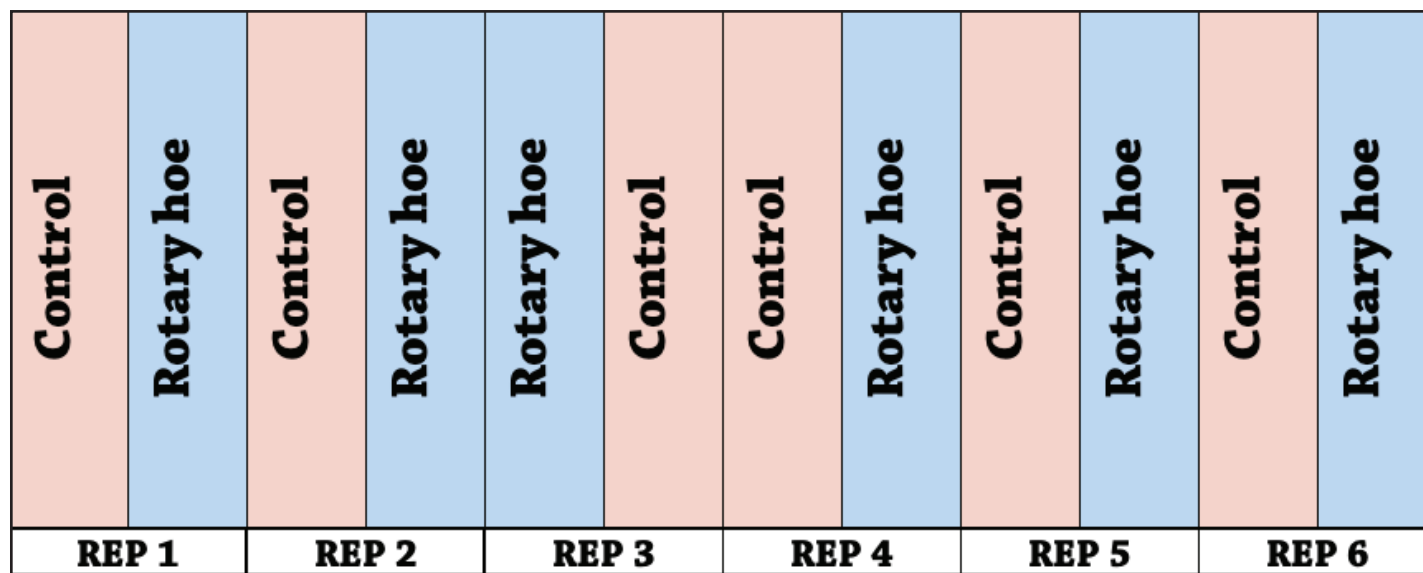 Control
Rotary hoe
Control
Rotary hoe
Rotary hoe
Control
Control
Rotary hoe
Control
Rotary hoe
Control
Rotary hoe
REP 1
REP 2
REP 3
REP 4
REP 5
REP 6